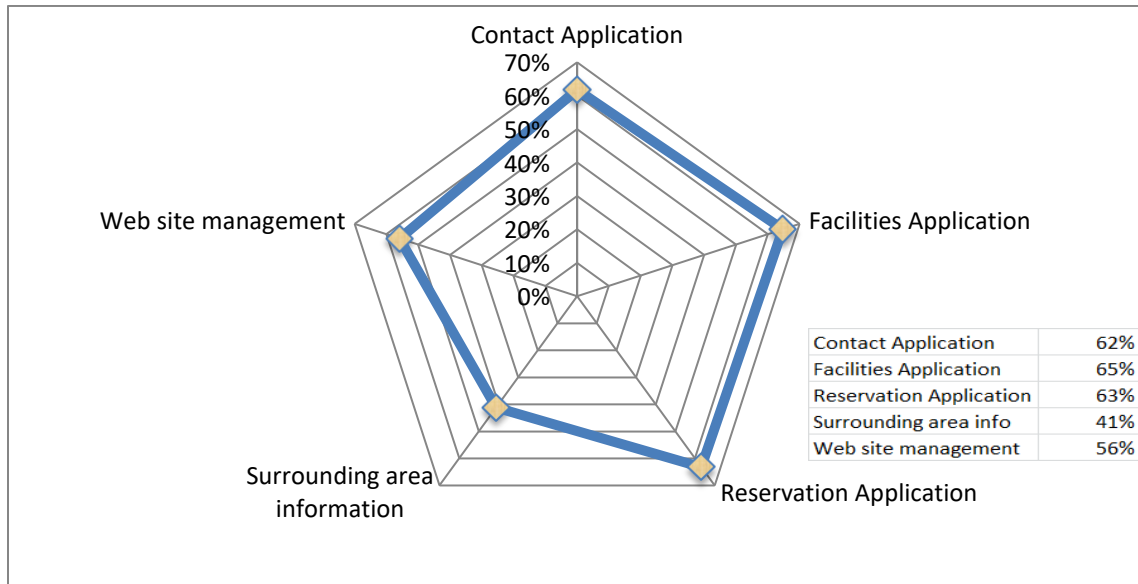 Contact Application
70%
60%
50%
40%
30%
20%
10%
0%
Facilities Application
Reservation Application
Surrounding area
information
Web site management
Contact Application 62%
Facilities Application 65%
Reservation Application 63%
Surrounding area info 41%
Web site management 56%